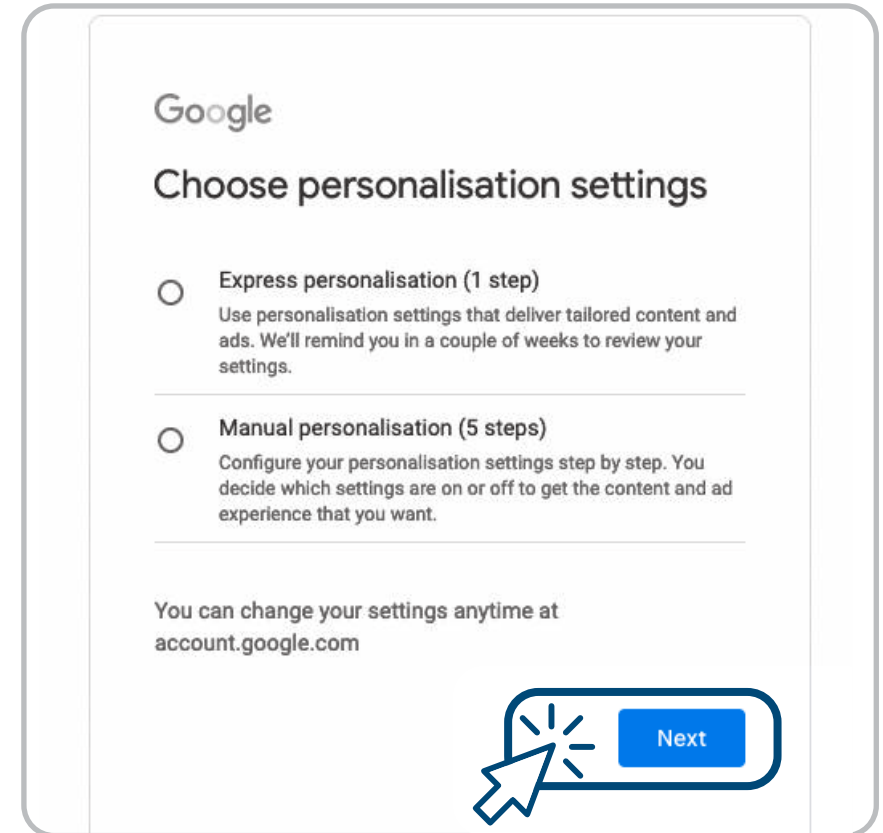 Google
Choose personalisation settings
Express personalisation (1 step)
Use personalisation settings that deliver tailored content and
ads. We'll remind you in a couple of weeks to review your
settings.
Manual personalisation (5 steps)
Configure your personalisation settings step by step. You
decide which settings are on or off to get the content and ad
experience that you want.
You can change your settings anytime at
account.google.com
Next